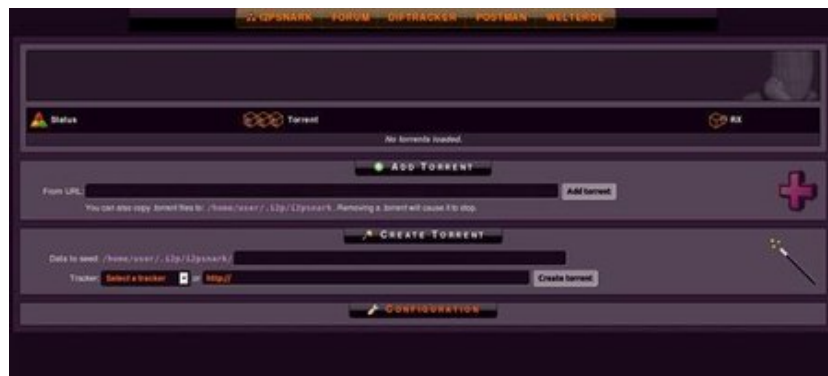 I2PSNARK FORUM DIFTRACKER POSTMAN WELTERDE
Status Torrent RX
No torrents loaded.
ADD TORRENT
From URL: Add torrent
You can also copy .torrent files to: /home/user/.i2p/i2psnark. Removing a .torrent will cause it to stop.
CREATE TORRENT
Data to seed: /home/user/.i2p/i2psnark/
Tracker: Select a tracker or http:// Create torrent
CONFIGURATION